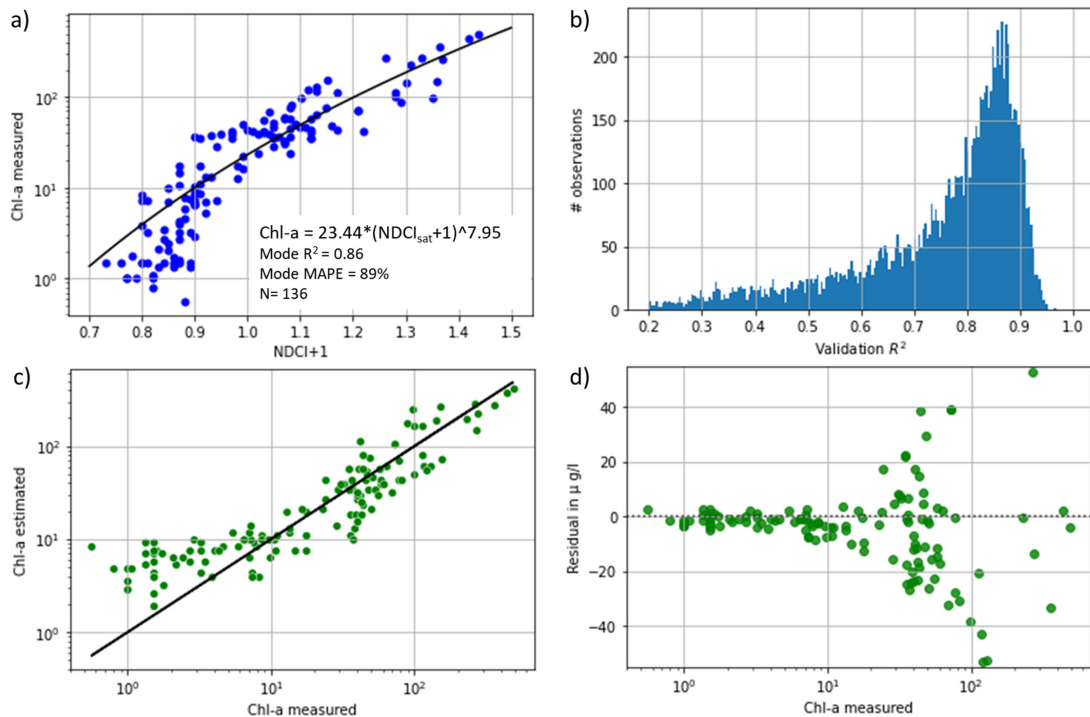 a)
Chl-a measured
10²
10¹
10⁰
0.7 0.8 0.9 1.0 1.1 1.2 1.3 1.4 1.5
NDCI+1
Chl-a = 23.44*(NDCIsat+1)^7.95
Mode R² = 0.86
Mode MAPE = 89%
N= 136
b)
# observations
200
150
100
50
0
0.2 0.3 0.4 0.5 0.6 0.7 0.8 0.9 1.0
Validation R²
c)
Chl-a estimated
10²
10¹
10⁰
10⁰ 10¹ 10²
Chl-a measured
d)
Residual in µ g/l
40
20
0
−20
−40
10⁰ 10¹ 10²
Chl-a measured